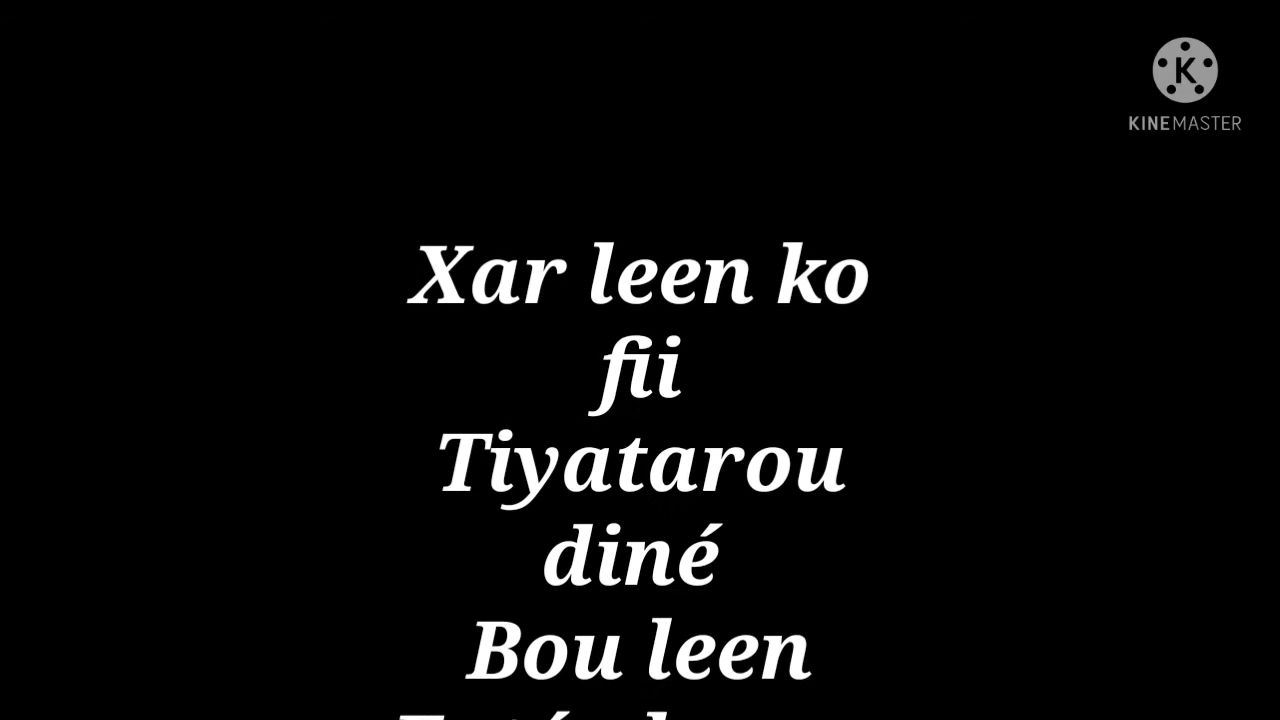 KINEMASTER
Xar leen ko
fii
Tiyatarou
diné
Bou leen